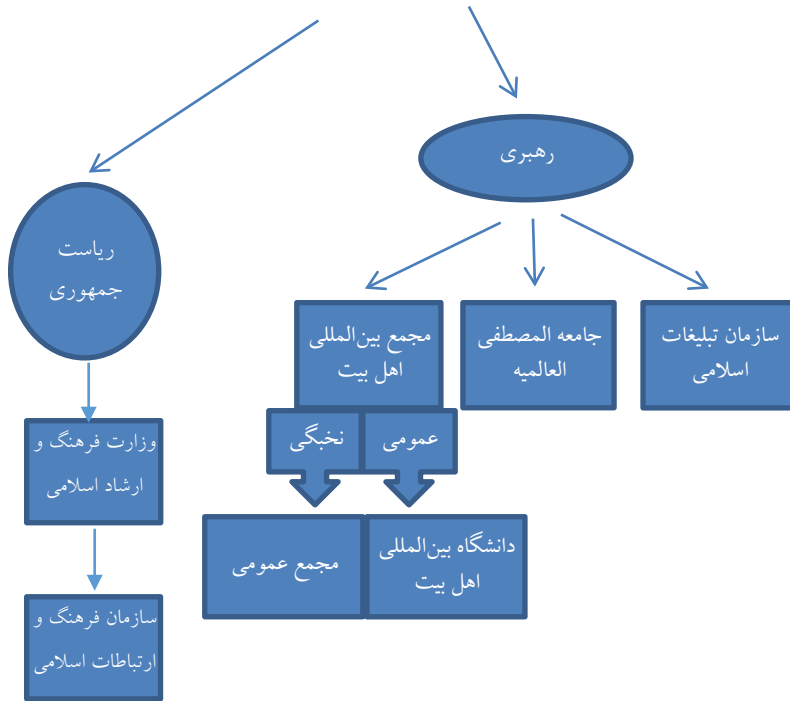 رهبری
ریاست
جمهوری
سازمان تبلیغات
اسلامی
جامعه المصطفی
العالمیه
مجمع بین‌المللی
اهل بیت
عمومی
نخبگی
وزارت فرهنگ و
ارشاد اسلامی
دانشگاه بین‌المللی
اهل بیت
مجمع عمومی
سازمان فرهنگ و
ارتباطات اسلامی